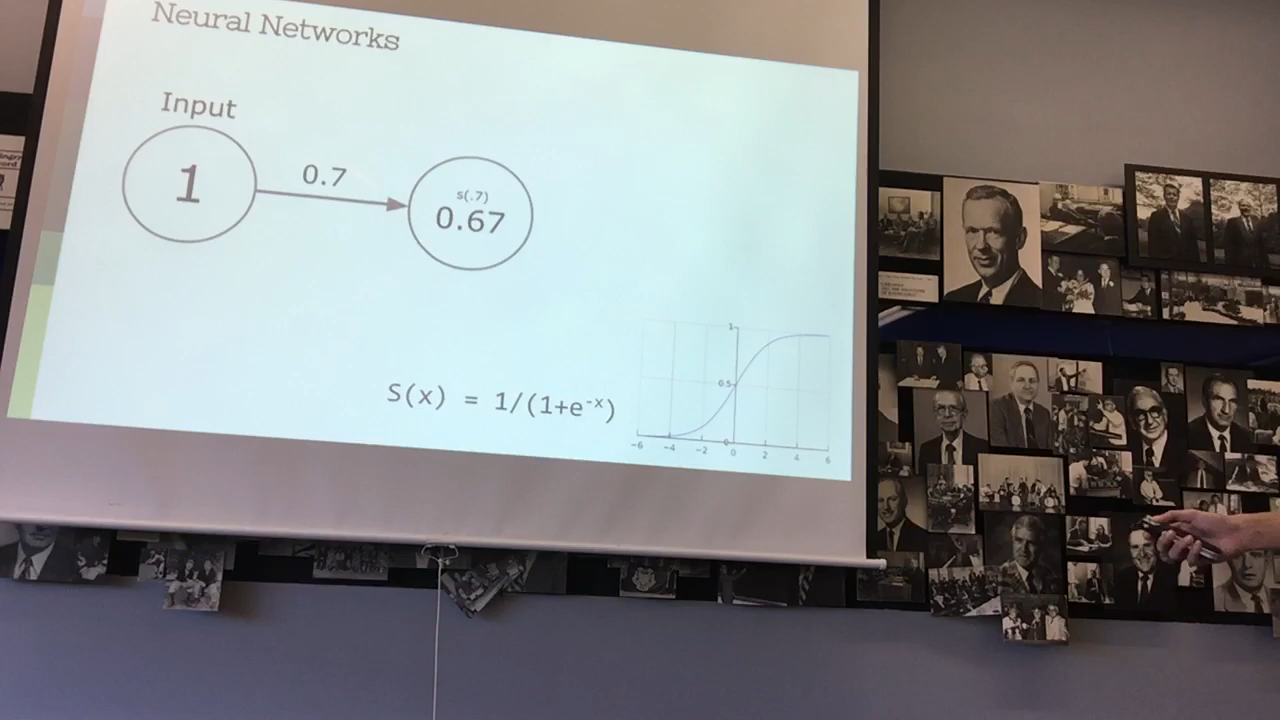 Neural Networks
Input
1
0.7
s(.7)
0.67
S(x) = 1/(1+e⁻ˣ)
1
0.5
0
-6 -4 -2 0 2 4 6